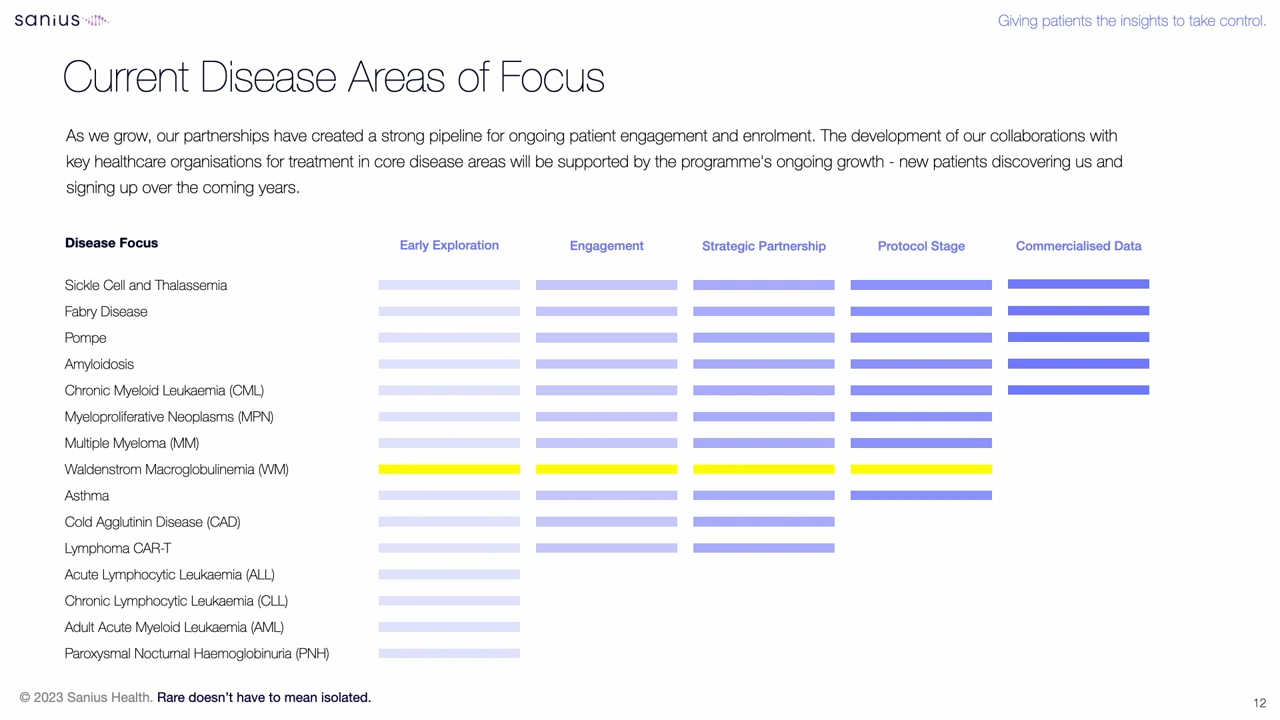 sanius
Giving patients the insights to take control.
Current Disease Areas of Focus
As we grow, our partnerships have created a strong pipeline for ongoing patient engagement and enrolment. The development of our collaborations with
key healthcare organisations for treatment in core disease areas will be supported by the programme's ongoing growth - new patients discovering us and
signing up over the coming years.
Disease Focus Early Exploration Engagement Strategic Partnership Protocol Stage Commercialised Data
Sickle Cell and Thalassemia
Fabry Disease
Pompe
Amyloidosis
Chronic Myeloid Leukaemia (CML)
Myeloproliferative Neoplasms (MPN)
Multiple Myeloma (MM)
Waldenstrom Macroglobulinemia (WM)
Asthma
Cold Agglutinin Disease (CAD)
Lymphoma CAR-T
Acute Lymphocytic Leukaemia (ALL)
Chronic Lymphocytic Leukaemia (CLL)
Adult Acute Myeloid Leukaemia (AML)
Paroxysmal Nocturnal Haemoglobinuria (PNH)
© 2023 Sanius Health. Rare doesn't have to mean isolated.
12